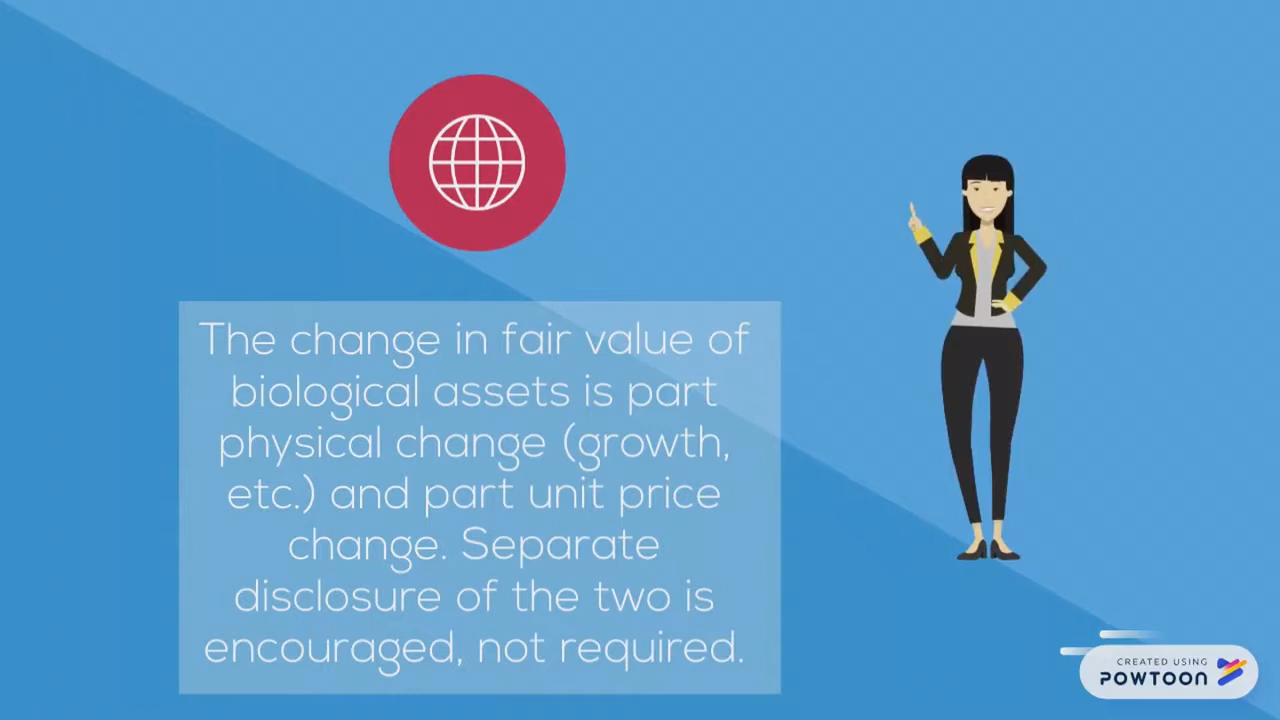 The change in fair value of
biological assets is part
physical change (growth,
etc.) and part unit price
change. Separate
disclosure of the two is
encouraged, not required.
CREATED USING
POWTOON